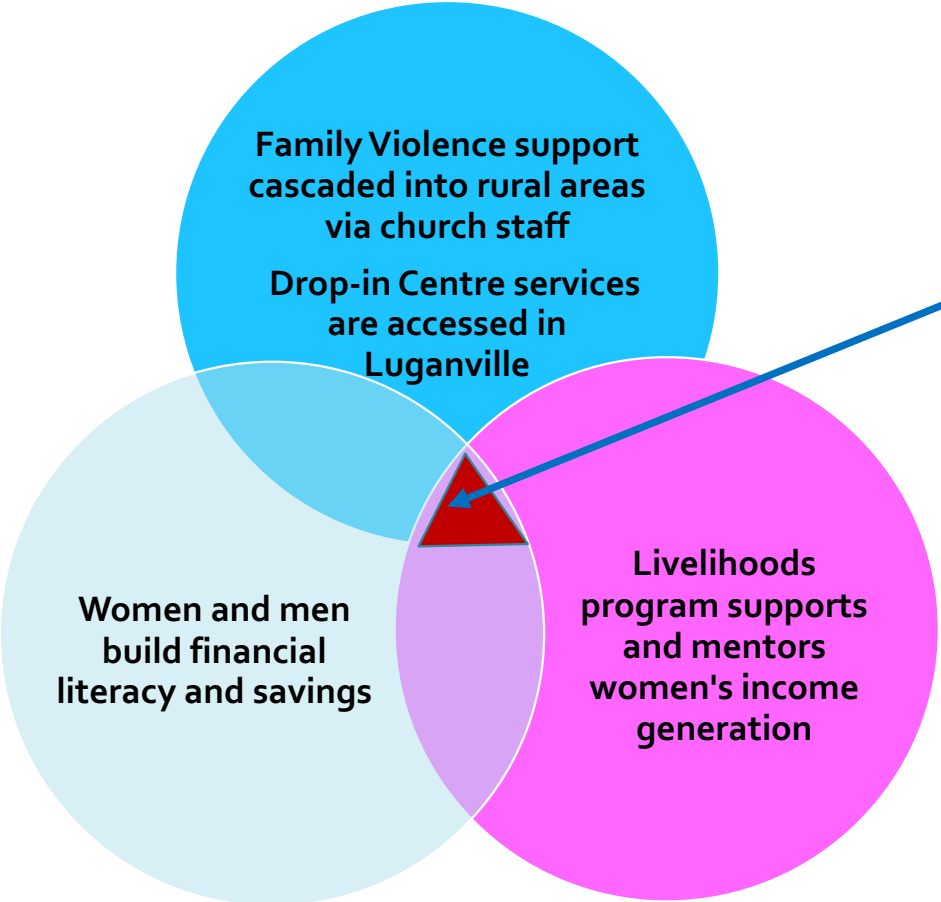 Family Violence support
cascaded into rural areas
via church staff
Drop-in Centre services
are accessed in
Luganville
Women and men
build financial
literacy and savings
Livelihoods
program supports
and mentors
women's income
generation